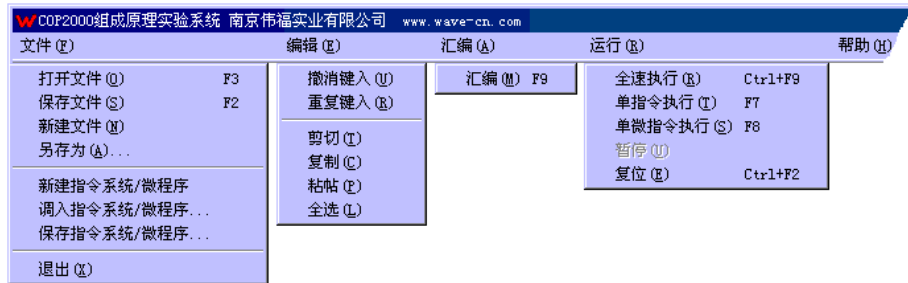 COP2000组成原理实验系统 南京伟福实业有限公司 www.wave-cn.com
文件(F) 编辑(E) 汇编(A) 运行(R) 帮助(H)
打开文件(O) F3
保存文件(S) F2
新建文件(N)
另存为(A)...
新建指令系统/微程序
调入指令系统/微程序...
保存指令系统/微程序...
退出(X)
撤消键入(U)
重复键入(R)
剪切(T)
复制(C)
粘帖(P)
全选(L)
汇编(M) F9
全速执行(R) Ctrl+F9
单指令执行(T) F7
单微指令执行(S) F8
暂停(U)
复位(E) Ctrl+F2